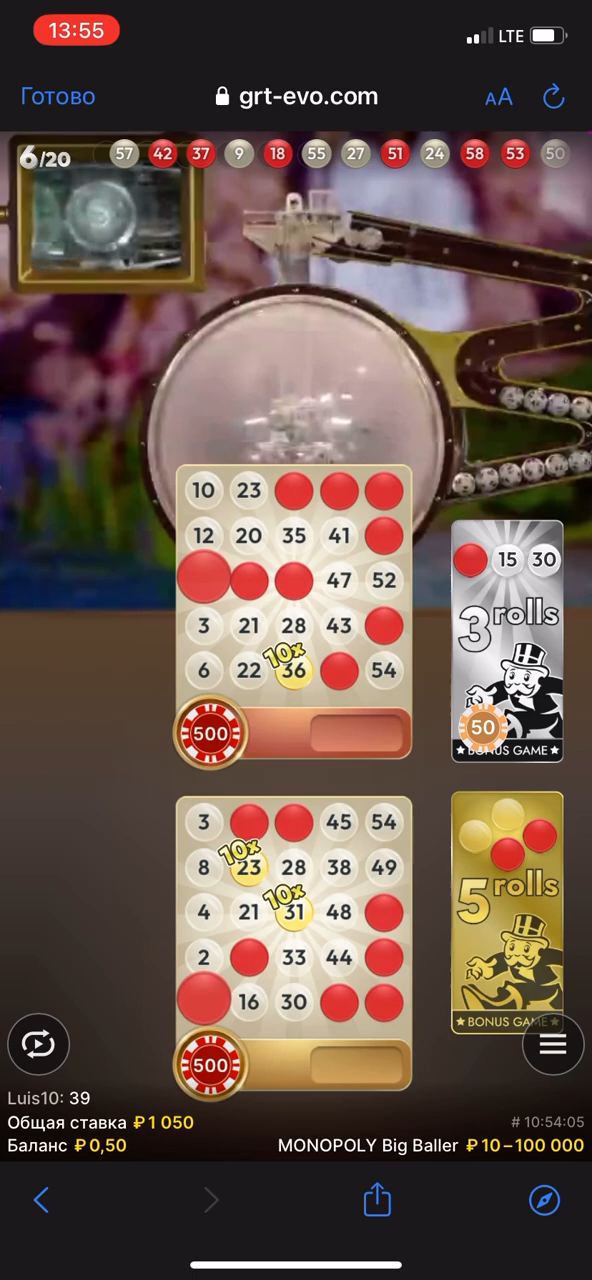 13:55
LTE
Готово
grt-evo.com
AA
6/20
57 42 37 9 18 55 27 51 24 58 53 50
10 23
12 20 35 41
47 52
3 21 28 43
10x
6 22 36 54
500
15 30
3 rolls
50
BONUS GAME
3 45 54
10x
8 23 28 38 49
10x
4 21 31 48
2 33 44
16 30
500
5 rolls
BONUS GAME
Luis10: 39
Общая ставка ₽1 050
# 10:54:05
Баланс ₽0,50
MONOPOLY Big Baller ₽10–100 000